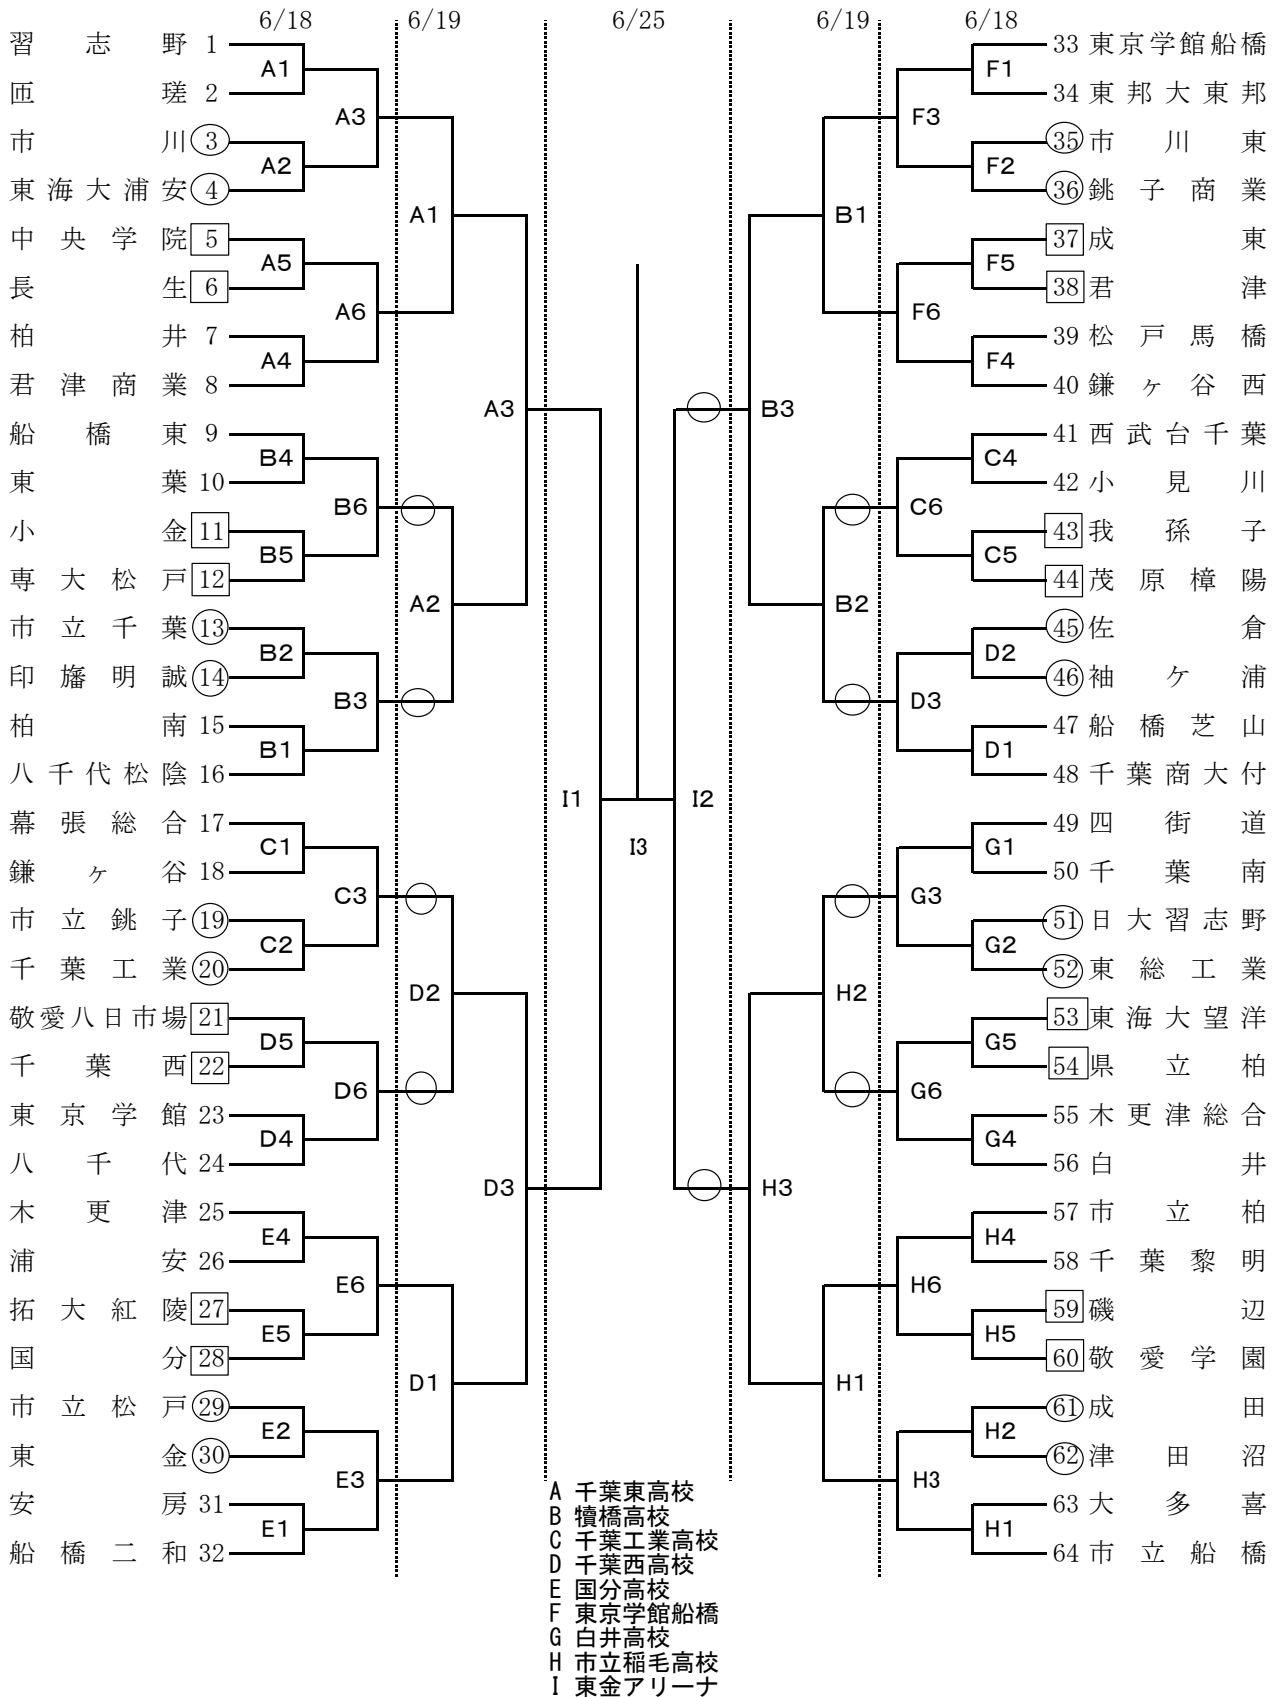 6/18 6/19 6/25 6/19 6/18
習志野 1
匝瑳 2
市川 3
東海大浦安 4
中央学院 5
長生 6
柏井 7
君津商業 8
船橋東 9
東葉 10
小金 11
専大松戸 12
市立千葉 13
印旛明誠 14
柏南 15
八千代松陰 16
幕張総合 17
鎌ヶ谷 18
市立銚子 19
千葉工業 20
敬愛八日市場 21
千葉西 22
東京学館 23
八千代 24
木更津 25
浦安 26
拓大紅陵 27
国分 28
市立松戸 29
東金 30
安房 31
船橋二和 32
A1
A2
A5
A4
B4
B5
B2
B1
C1
C2
D5
D4
E4
E5
E2
E1
A3
A6
B6
B3
C3
D6
E6
E3
A1
A2
D2
D1
A3
D3
I1
I3
I2
B3
H3
B1
B2
H2
H1
F3
F6
C6
D3
G3
G6
H6
H3
F1
F2
F5
F4
C4
C5
D2
D1
G1
G2
G5
G4
H4
H5
H2
H1
33 東京学館船橋
34 東邦大東邦
35 市川東
36 銚子商業
37 成東
38 君津
39 松戸馬橋
40 鎌ヶ谷西
41 西武台千葉
42 小見川
43 我孫子
44 茂原樟陽
45 佐倉
46 袖ケ浦
47 船橋芝山
48 千葉商大付
49 四街道
50 千葉南
51 日大習志野
52 東総工業
53 東海大望洋
54 県立柏
55 木更津総合
56 白井
57 市立柏
58 千葉黎明
59 磯辺
60 敬愛学園
61 成田
62 津田沼
63 大多喜
64 市立船橋
A 千葉東高校
B 犢橋高校
C 千葉工業高校
D 千葉西高校
E 国分高校
F 東京学館船橋
G 白井高校
H 市立稲毛高校
I 東金アリーナ